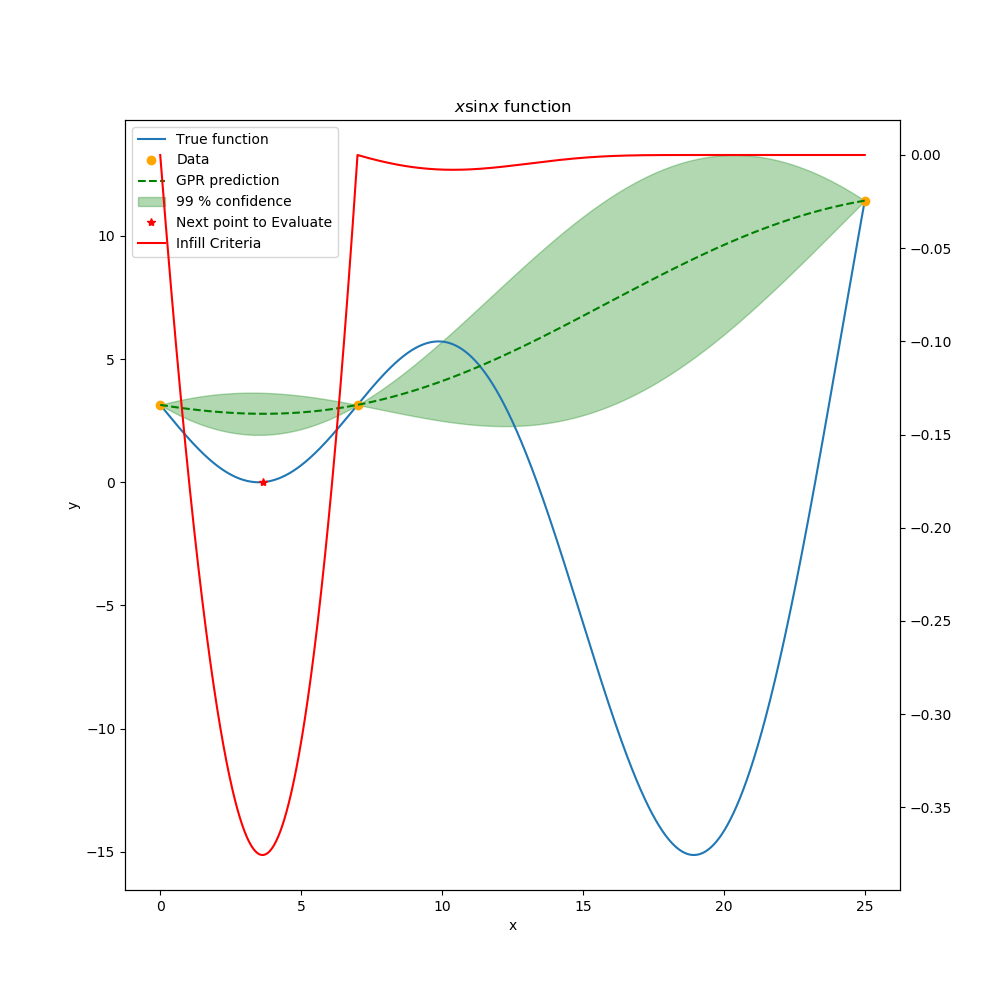 xsinx function
True function
Data
GPR prediction
99 % confidence
Next point to Evaluate
Infill Criteria
10
5
0
−5
−10
−15
y
0.00
−0.05
−0.10
−0.15
−0.20
−0.25
−0.30
−0.35
0 5 10 15 20 25
x